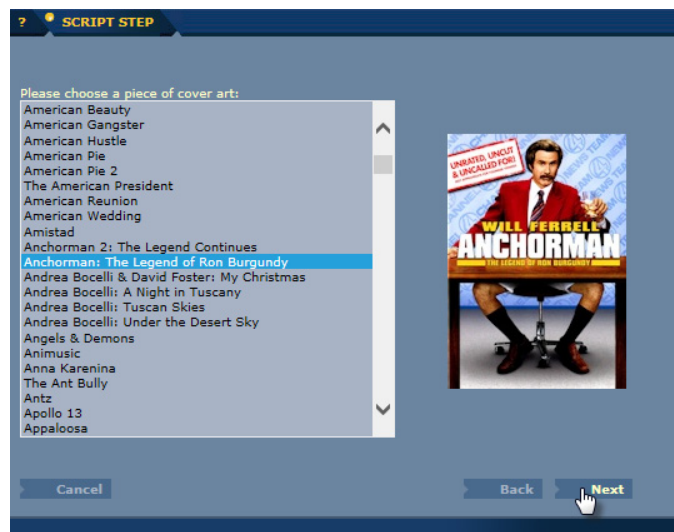 ? SCRIPT STEP
Please choose a piece of cover art:
American Beauty
American Gangster
American Hustle
American Pie
American Pie 2
The American President
American Reunion
American Wedding
Amistad
Anchorman 2: The Legend Continues
Anchorman: The Legend of Ron Burgundy
Andrea Bocelli & David Foster: My Christmas
Andrea Bocelli: A Night in Tuscany
Andrea Bocelli: Tuscan Skies
Andrea Bocelli: Under the Desert Sky
Angels & Demons
Animusic
Anna Karenina
The Ant Bully
Antz
Apollo 13
Appaloosa
UNRATED, UNCUT
& UNCALLED FOR!
WILL FERRELL
ANCHORMAN
THE LEGEND OF RON BURGUNDY
Cancel
Back
Next